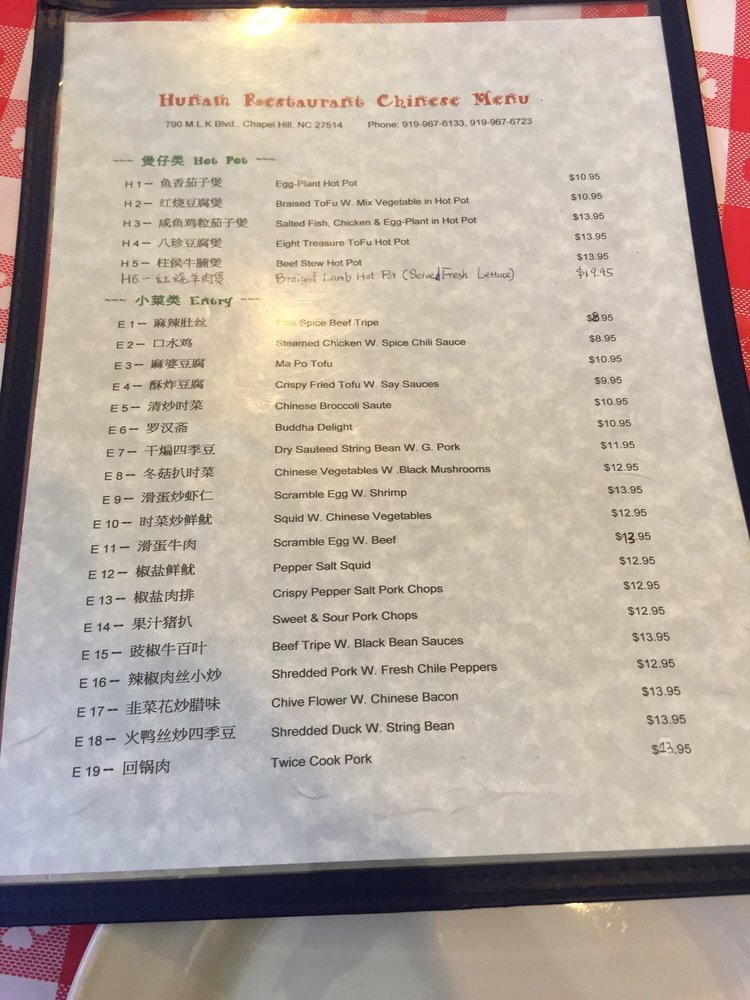 Hunam Restaurant Chinese Menu
790 M.L.K Blvd., Chapel Hill, NC 27514 Phone: 919-967-6133, 919-967-6723
~~~ 煲仔类 Hot Pot ~~~
H 1-- 鱼香茄子煲 Egg-Plant Hot Pot $10.95
H 2-- 红烧豆腐煲 Braised ToFu W. Mix Vegetable in Hot Pot $10.95
H 3-- 咸鱼鸡粒茄子煲 Salted Fish, Chicken & Egg-Plant in Hot Pot $13.95
H 4-- 八珍豆腐煲 Eight Treasure ToFu Hot Pot $13.95
H 5-- 柱侯牛腩煲 Beef Stew Hot Pot $13.95
H6- 红烧羊肉煲 Braised Lamb Hot Pot (Served Fresh Lettuce) $19.95
~~~ 小菜类 Entry ~~~
E 1-- 麻辣肚丝 Five Spice Beef Tripe $8.95
E 2-- 口水鸡 Steamed Chicken W. Spice Chili Sauce $8.95
E 3-- 麻婆豆腐 Ma Po Tofu $10.95
E 4-- 酥炸豆腐 Crispy Fried Tofu W. Say Sauces $9.95
E 5-- 清炒时菜 Chinese Broccoli Saute $10.95
E 6-- 罗汉斋 Buddha Delight $10.95
E 7-- 干煸四季豆 Dry Sauteed String Bean W. G. Pork $11.95
E 8-- 冬菇扒时菜 Chinese Vegetables W .Black Mushrooms $12.95
E 9-- 滑蛋炒虾仁 Scramble Egg W. Shrimp $13.95
E 10-- 时菜炒鲜鱿 Squid W. Chinese Vegetables $12.95
E 11-- 滑蛋牛肉 Scramble Egg W. Beef $13.95
E 12-- 椒盐鲜鱿 Pepper Salt Squid $12.95
E 13-- 椒盐肉排 Crispy Pepper Salt Pork Chops $12.95
E 14-- 果汁猪扒 Sweet & Sour Pork Chops $12.95
E 15-- 豉椒牛百叶 Beef Tripe W. Black Bean Sauces $13.95
E 16-- 辣椒肉丝小炒 Shredded Pork W. Fresh Chile Peppers $12.95
E 17-- 韭菜花炒腊味 Chive Flower W. Chinese Bacon $13.95
E 18-- 火鸭丝炒四季豆 Shredded Duck W. String Bean $13.95
E 19-- 回锅肉 Twice Cook Pork $13.95